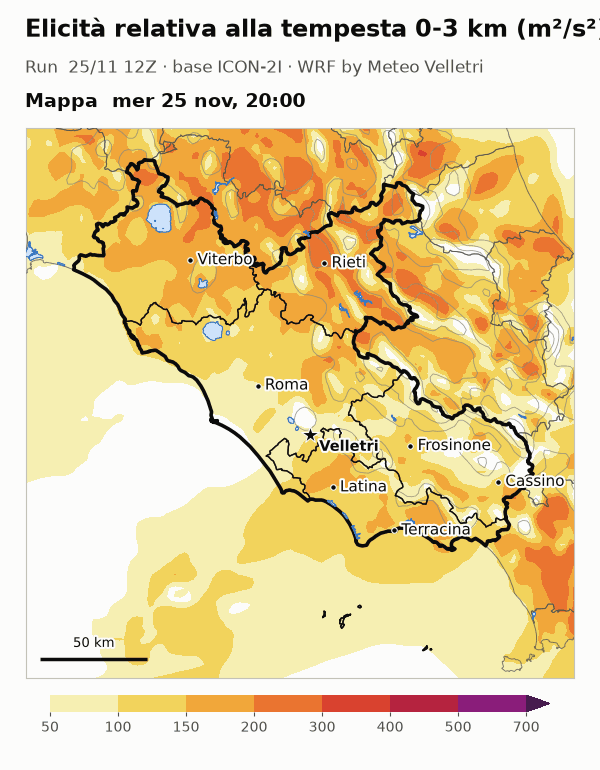 Elicità relativa alla tempesta 0-3 km (m²/s²)
Run 25/11 12Z · base ICON-2I · WRF by Meteo Velletri
Mappa mer 25 nov, 20:00
Viterbo
Rieti
Roma
Velletri
Frosinone
Cassino
Latina
Terracina
50 km
50 100 150 200 300 400 500 700